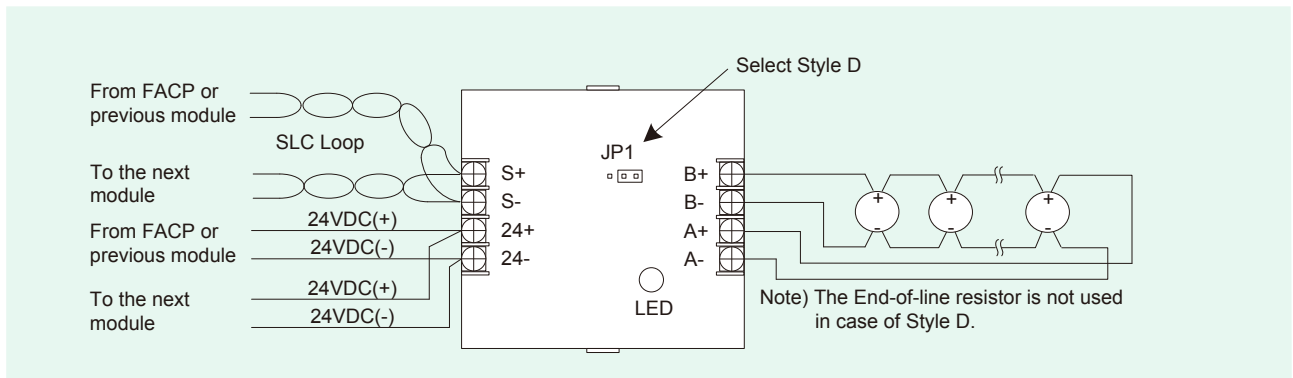 Select Style D
From FACP or
previous module
SLC Loop
JP1
To the next
module
S+
S-
24+
24-
B+
B-
A+
A-
From FACP or
previous module
24VDC(+)
24VDC(-)
To the next
module
24VDC(+)
24VDC(-)
LED
+
-
+
-
+
-
Note) The End-of-line resistor is not used
in case of Style D.